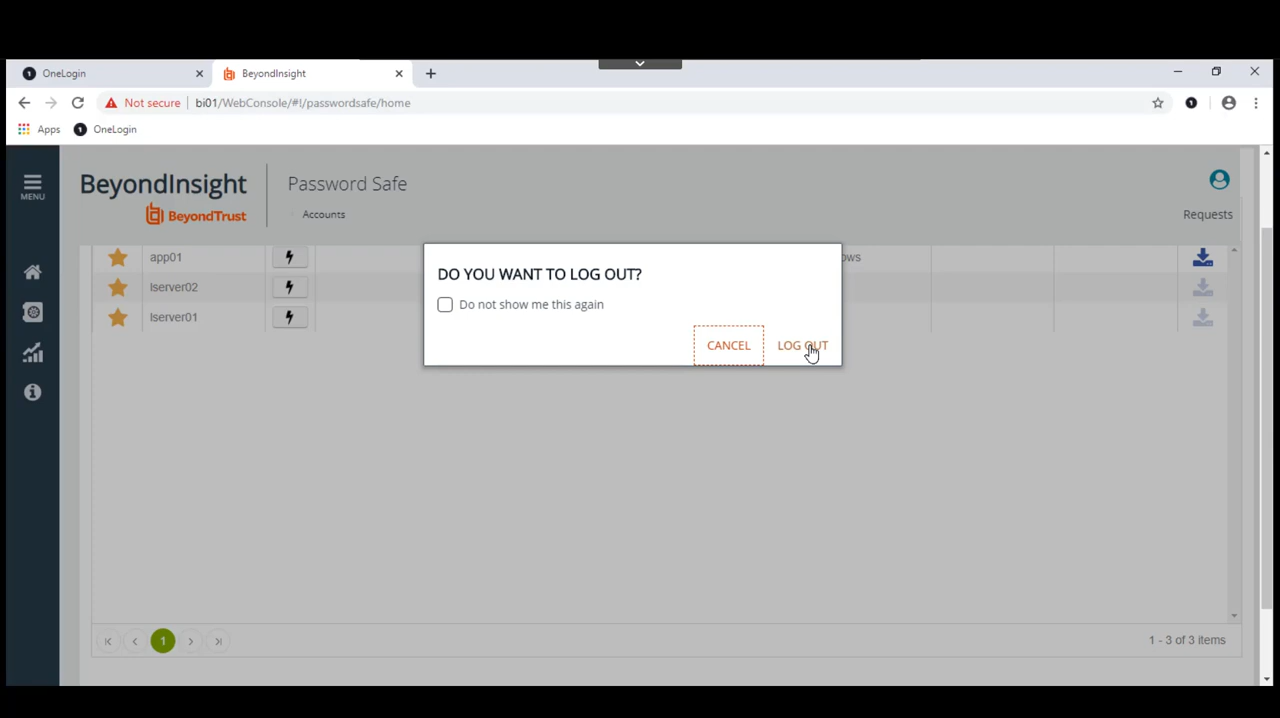 OneLogin
BeyondInsight
Not secure
bi01/WebConsole/#!/passwordsafe/home
Apps
OneLogin
MENU
BeyondInsight
BeyondTrust
Password Safe
Accounts
Requests
app01
ows
lserver02
lserver01
DO YOU WANT TO LOG OUT?
Do not show me this again
CANCEL
LOG OUT
1
1 - 3 of 3 items